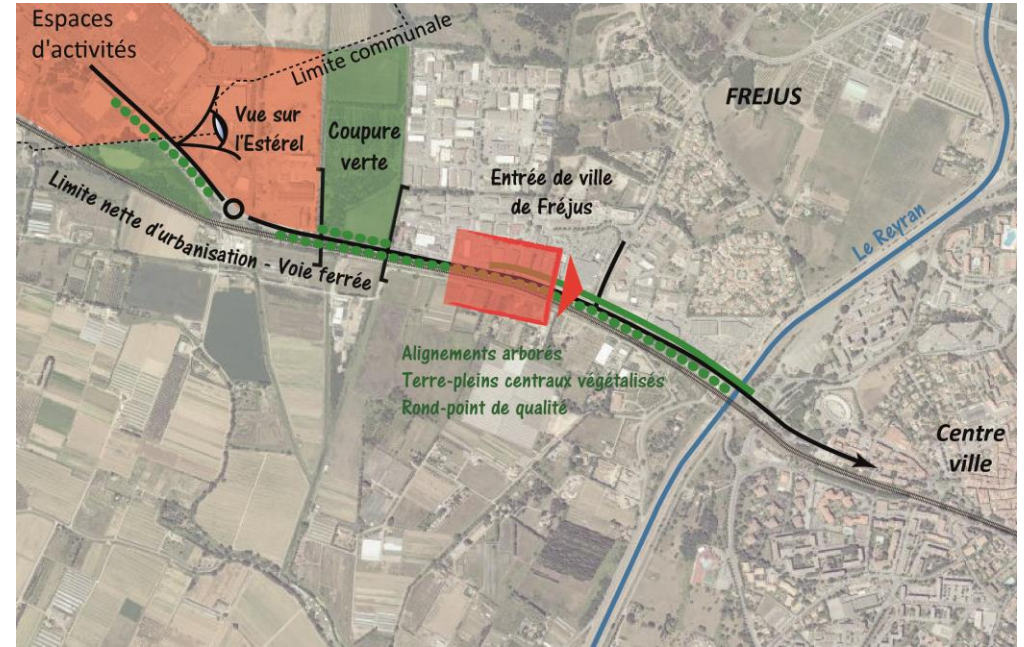 Espaces
d'activités
Limite communale
FREJUS
Vue sur
l'Estérel
Coupure
verte
Entrée de ville
de Fréjus
Le Reyran
Limite nette d'urbanisation - Voie ferrée
Alignements arborés
Terre-pleins centraux végétalisés
Rond-point de qualité
Centre
ville